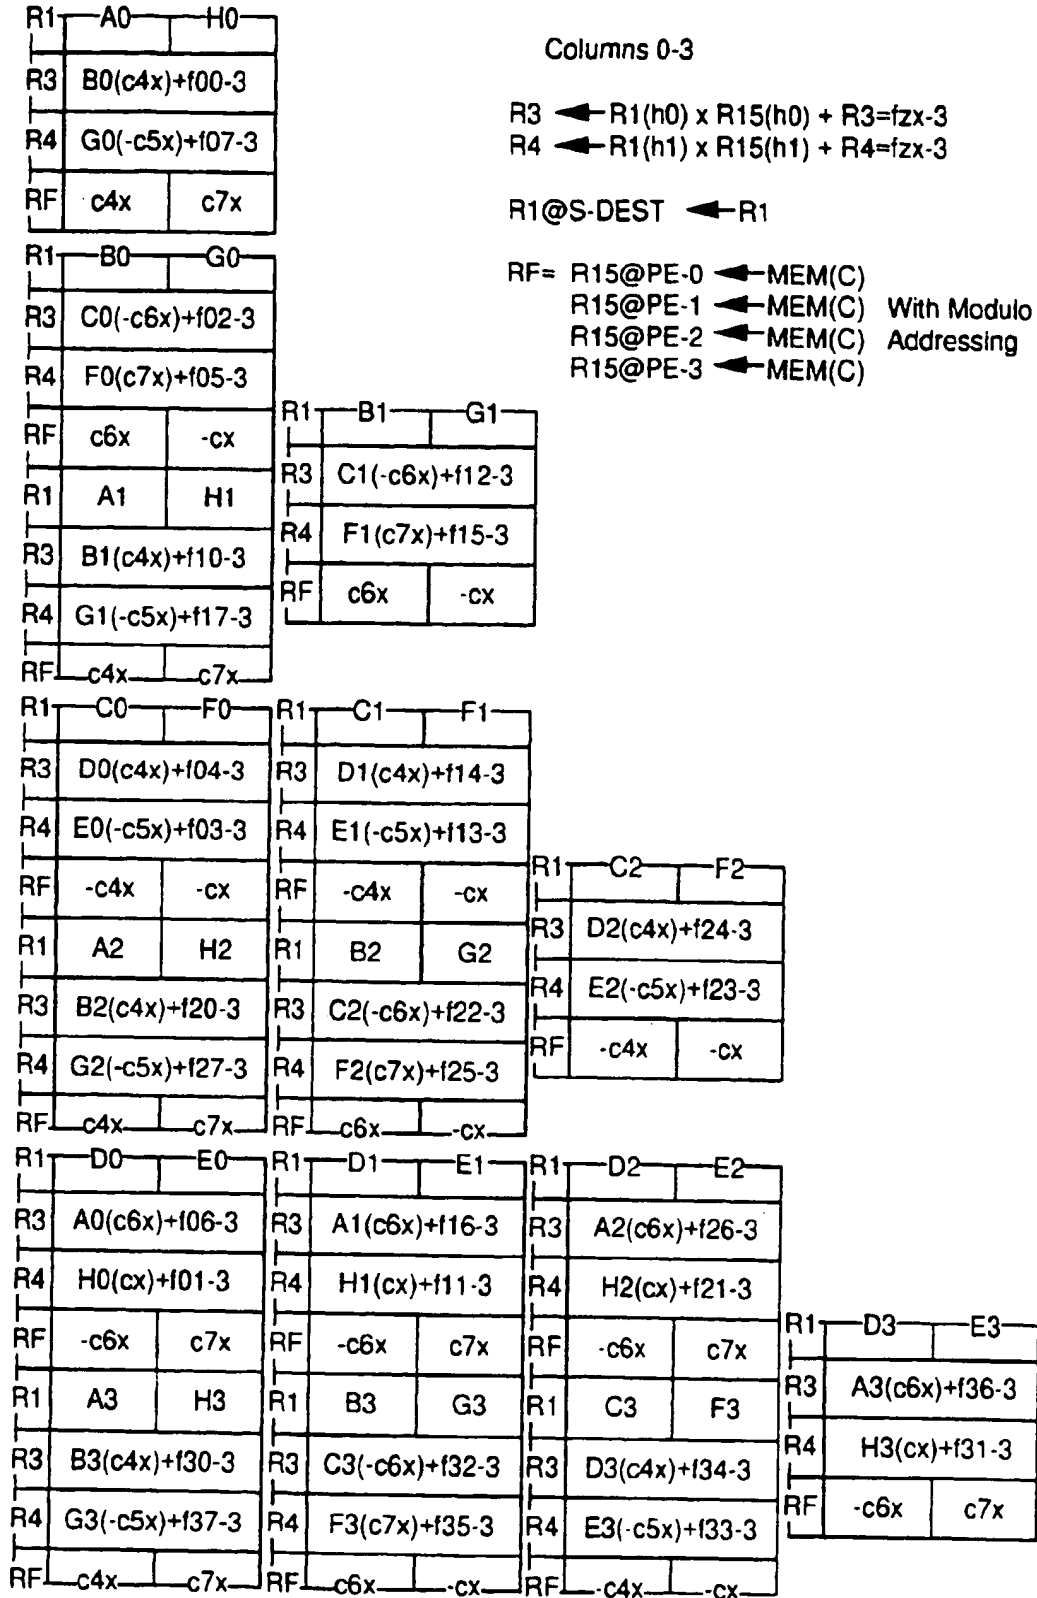 R1 A0 H0
R3 B0(c4x)+f00-3
R4 G0(-c5x)+f07-3
RF c4x c7x
Columns 0-3
R3 ◄ R1(h0) x R15(h0) + R3=fzx-3
R4 ◄ R1(h1) x R15(h1) + R4=fzx-3
R1@S-DEST ◄ R1
RF= R15@PE-0 ◄ MEM(C)
R15@PE-1 ◄ MEM(C) With Modulo
R15@PE-2 ◄ MEM(C) Addressing
R15@PE-3 ◄ MEM(C)
R1 B0 G0
R3 C0(-c6x)+f02-3
R4 F0(c7x)+f05-3
RF c6x -cx
R1 A1 H1
R3 B1(c4x)+f10-3
R4 G1(-c5x)+f17-3
RF c4x c7x
R1 B1 G1
R3 C1(-c6x)+f12-3
R4 F1(c7x)+f15-3
RF c6x -cx
R1 C0 F0
R3 D0(c4x)+f04-3
R4 E0(-c5x)+f03-3
RF -c4x -cx
R1 A2 H2
R3 B2(c4x)+f20-3
R4 G2(-c5x)+f27-3
RF c4x c7x
R1 C1 F1
R3 D1(c4x)+f14-3
R4 E1(-c5x)+f13-3
RF -c4x -cx
R1 B2 G2
R3 C2(-c6x)+f22-3
R4 F2(c7x)+f25-3
RF c6x -cx
R1 C2 F2
R3 D2(c4x)+f24-3
R4 E2(-c5x)+f23-3
RF -c4x -cx
R1 D0 E0
R3 A0(c6x)+f06-3
R4 H0(cx)+f01-3
RF -c6x c7x
R1 A3 H3
R3 B3(c4x)+f30-3
R4 G3(-c5x)+f37-3
RF c4x c7x
R1 D1 E1
R3 A1(c6x)+f16-3
R4 H1(cx)+f11-3
RF -c6x c7x
R1 B3 G3
R3 C3(-c6x)+f32-3
R4 F3(c7x)+f35-3
RF c6x -cx
R1 D2 E2
R3 A2(c6x)+f26-3
R4 H2(cx)+f21-3
RF -c6x c7x
R1 C3 F3
R3 D3(c4x)+f34-3
R4 E3(-c5x)+f33-3
RF -c4x -cx
R1 D3 E3
R3 A3(c6x)+f36-3
R4 H3(cx)+f31-3
RF -c6x c7x